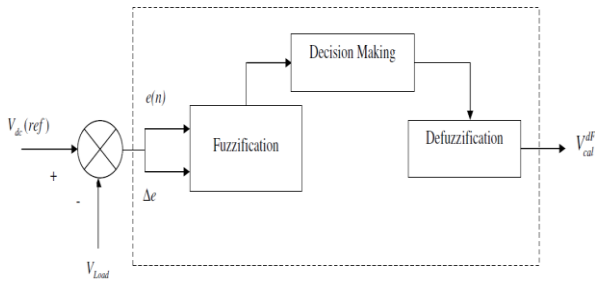 Decision Making
e(n)
V_dc(ref)
Fuzzification
Defuzzification
V_cal^dF
+
Δe
-
V_Load